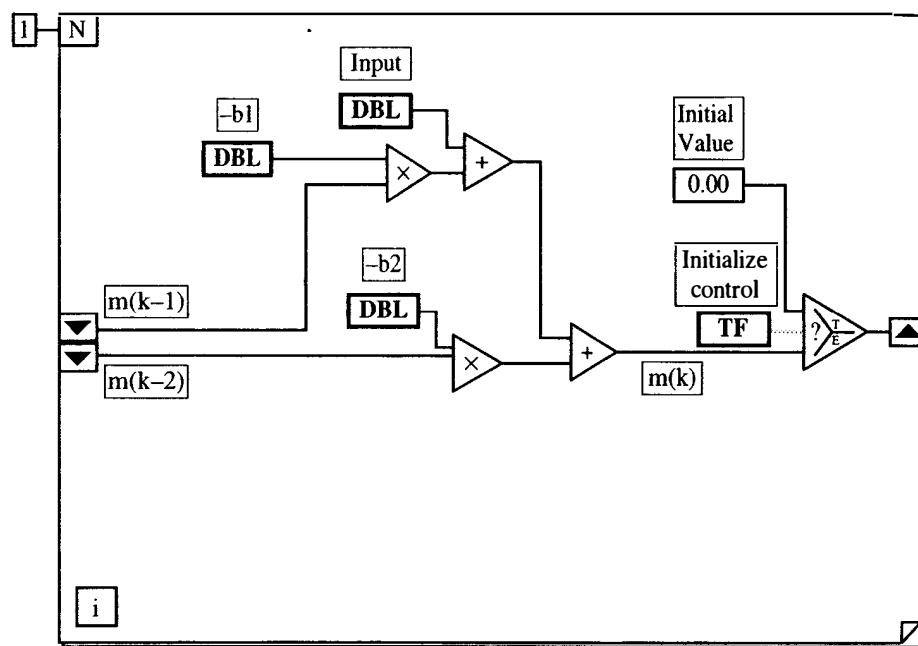 1
N
Input
DBL
–b1
DBL
×
+
Initial
Value
0.00
–b2
DBL
Initialize
control
TF
m(k–1)
m(k–2)
×
+
m(k)
?
T
F
i